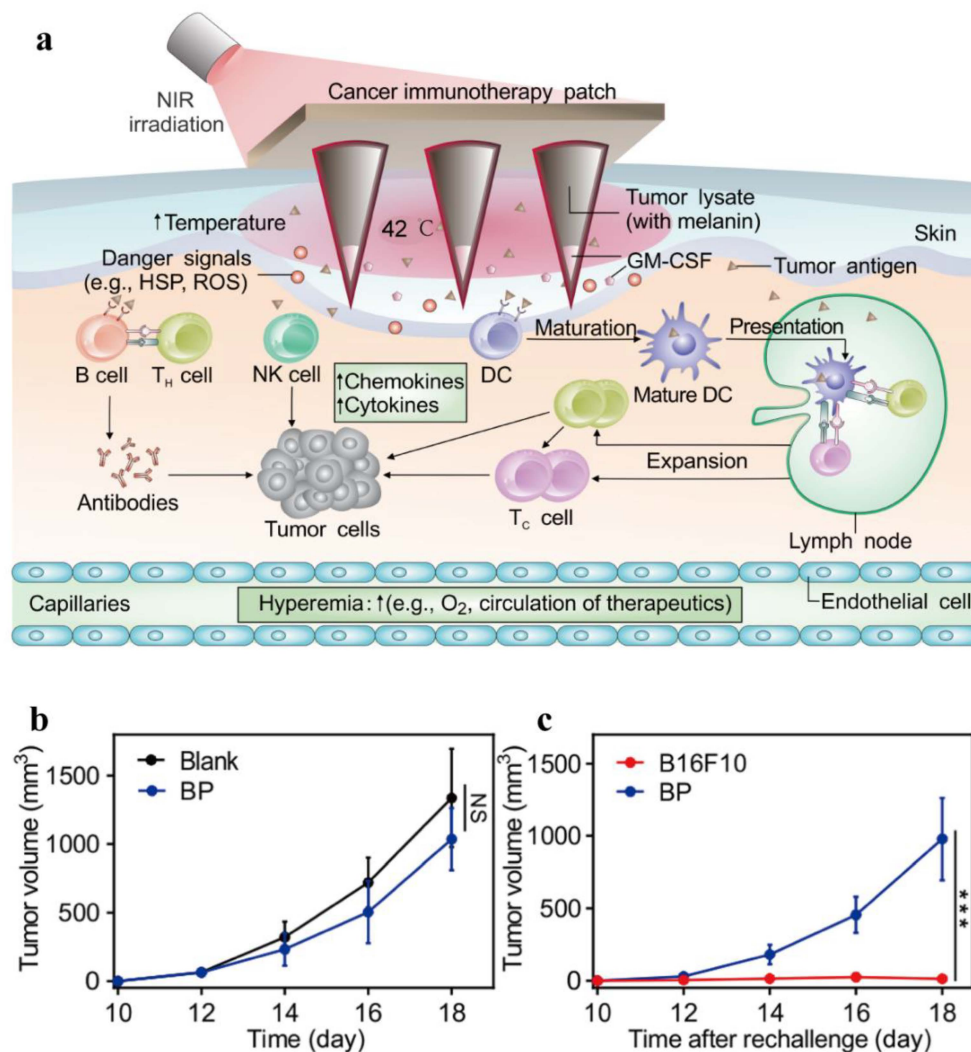 a
NIR
irradiation
Cancer immunotherapy patch
↑Temperature
42 ℃
Tumor lysate
(with melanin)
Skin
Danger signals
(e.g., HSP, ROS)
GM-CSF
Tumor antigen
B cell
T_H cell
NK cell
DC
Maturation
Mature DC
Presentation
↑Chemokines
↑Cytokines
Expansion
Antibodies
Tumor cells
T_C cell
Lymph node
Capillaries
Hyperemia: ↑(e.g., O₂, circulation of therapeutics)
Endothelial cell
b
Tumor volume (mm³)
1500
1000
500
0
Blank
BP
NS
10 12 14 16 18
Time (day)
c
Tumor volume (mm³)
1500
1000
500
0
B16F10
BP
***
10 12 14 16 18
Time after rechallenge (day)